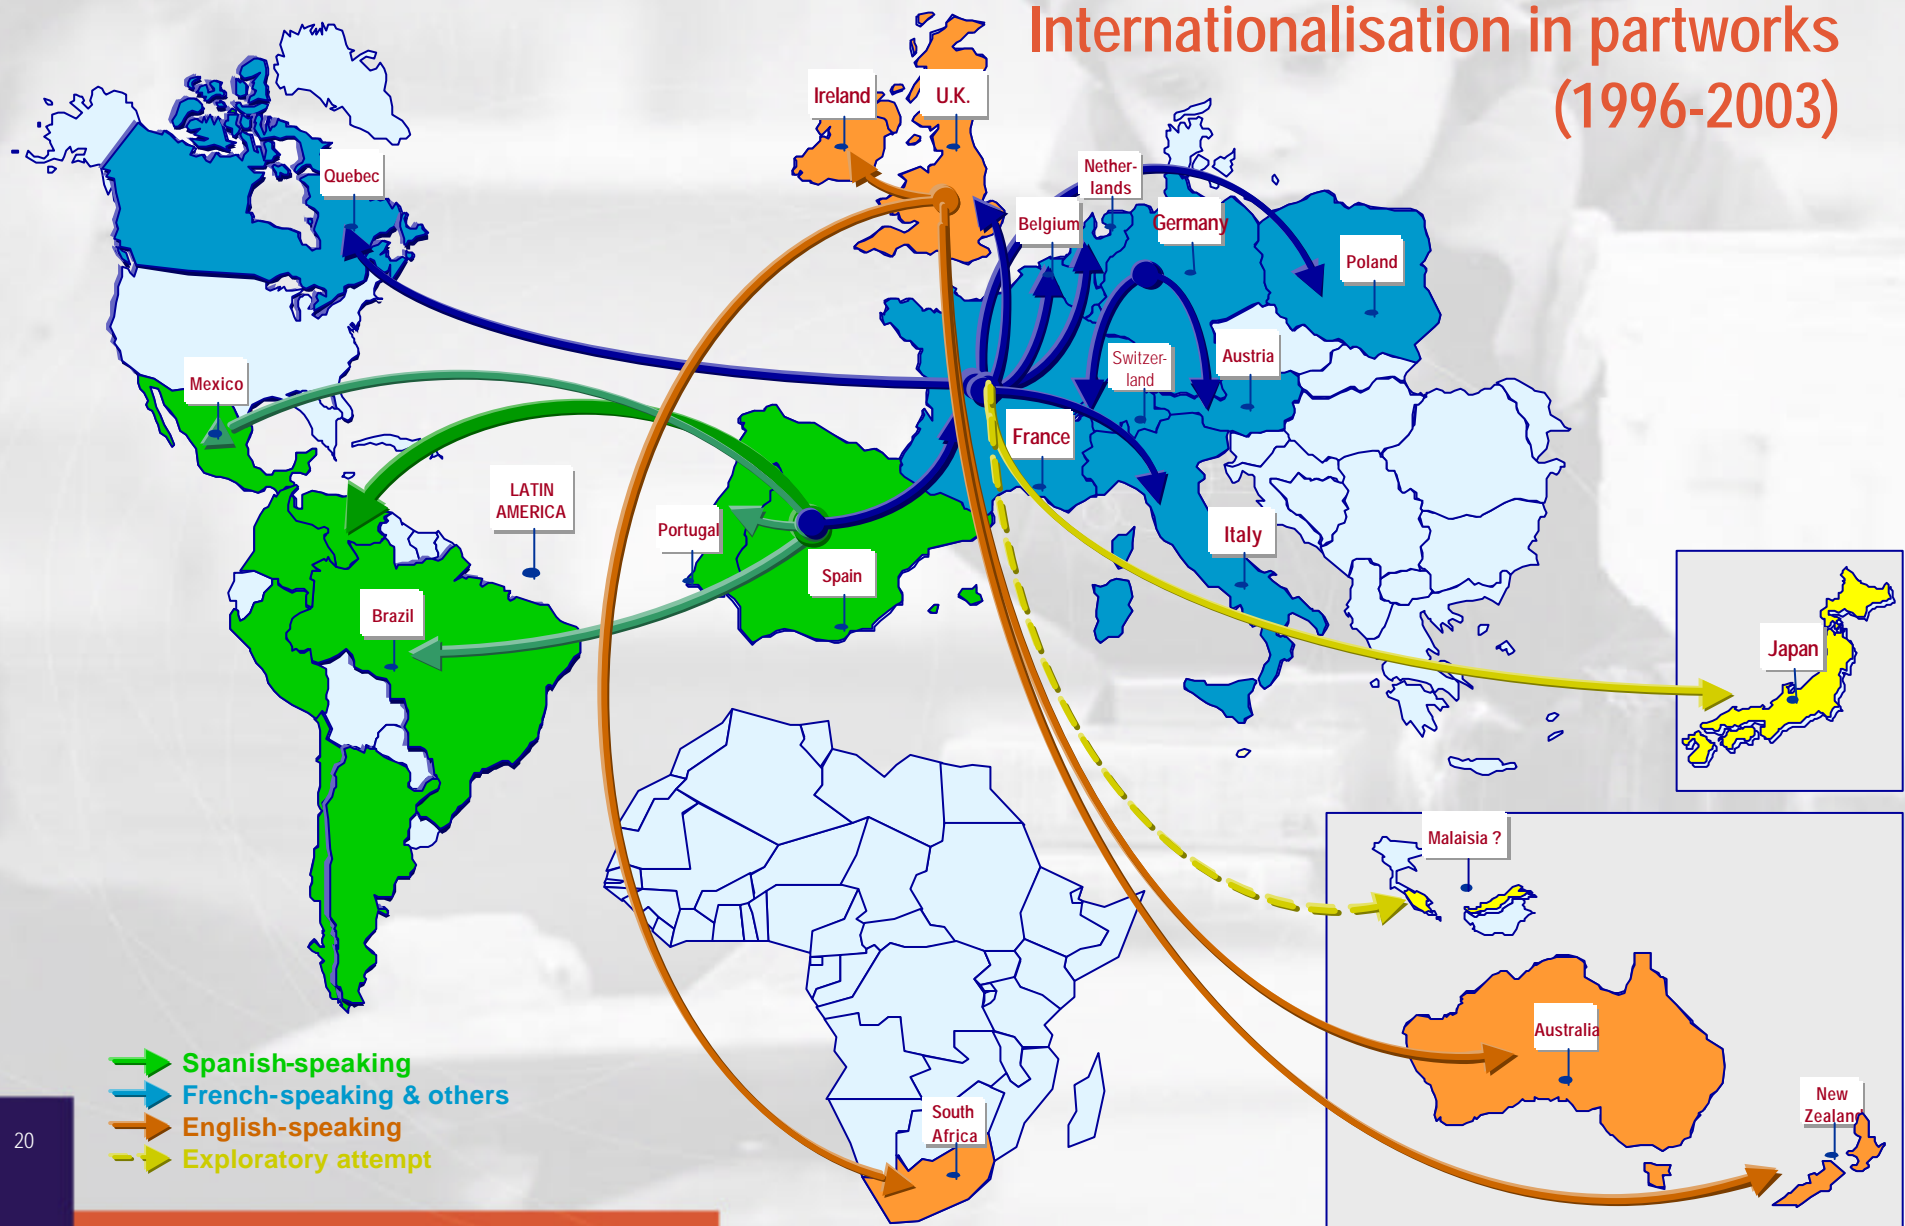 Internationalisation in partworks
(1996-2003)
Ireland
U.K.
Quebec
Nether-
lands
Belgium
Germany
Poland
Mexico
Switzer-
land
Austria
France
LATIN
AMERICA
Portugal
Italy
Spain
Brazil
Japan
Malaisia ?
Australia
South
Africa
New
Zealand
Spanish-speaking
French-speaking & others
English-speaking
Exploratory attempt
20